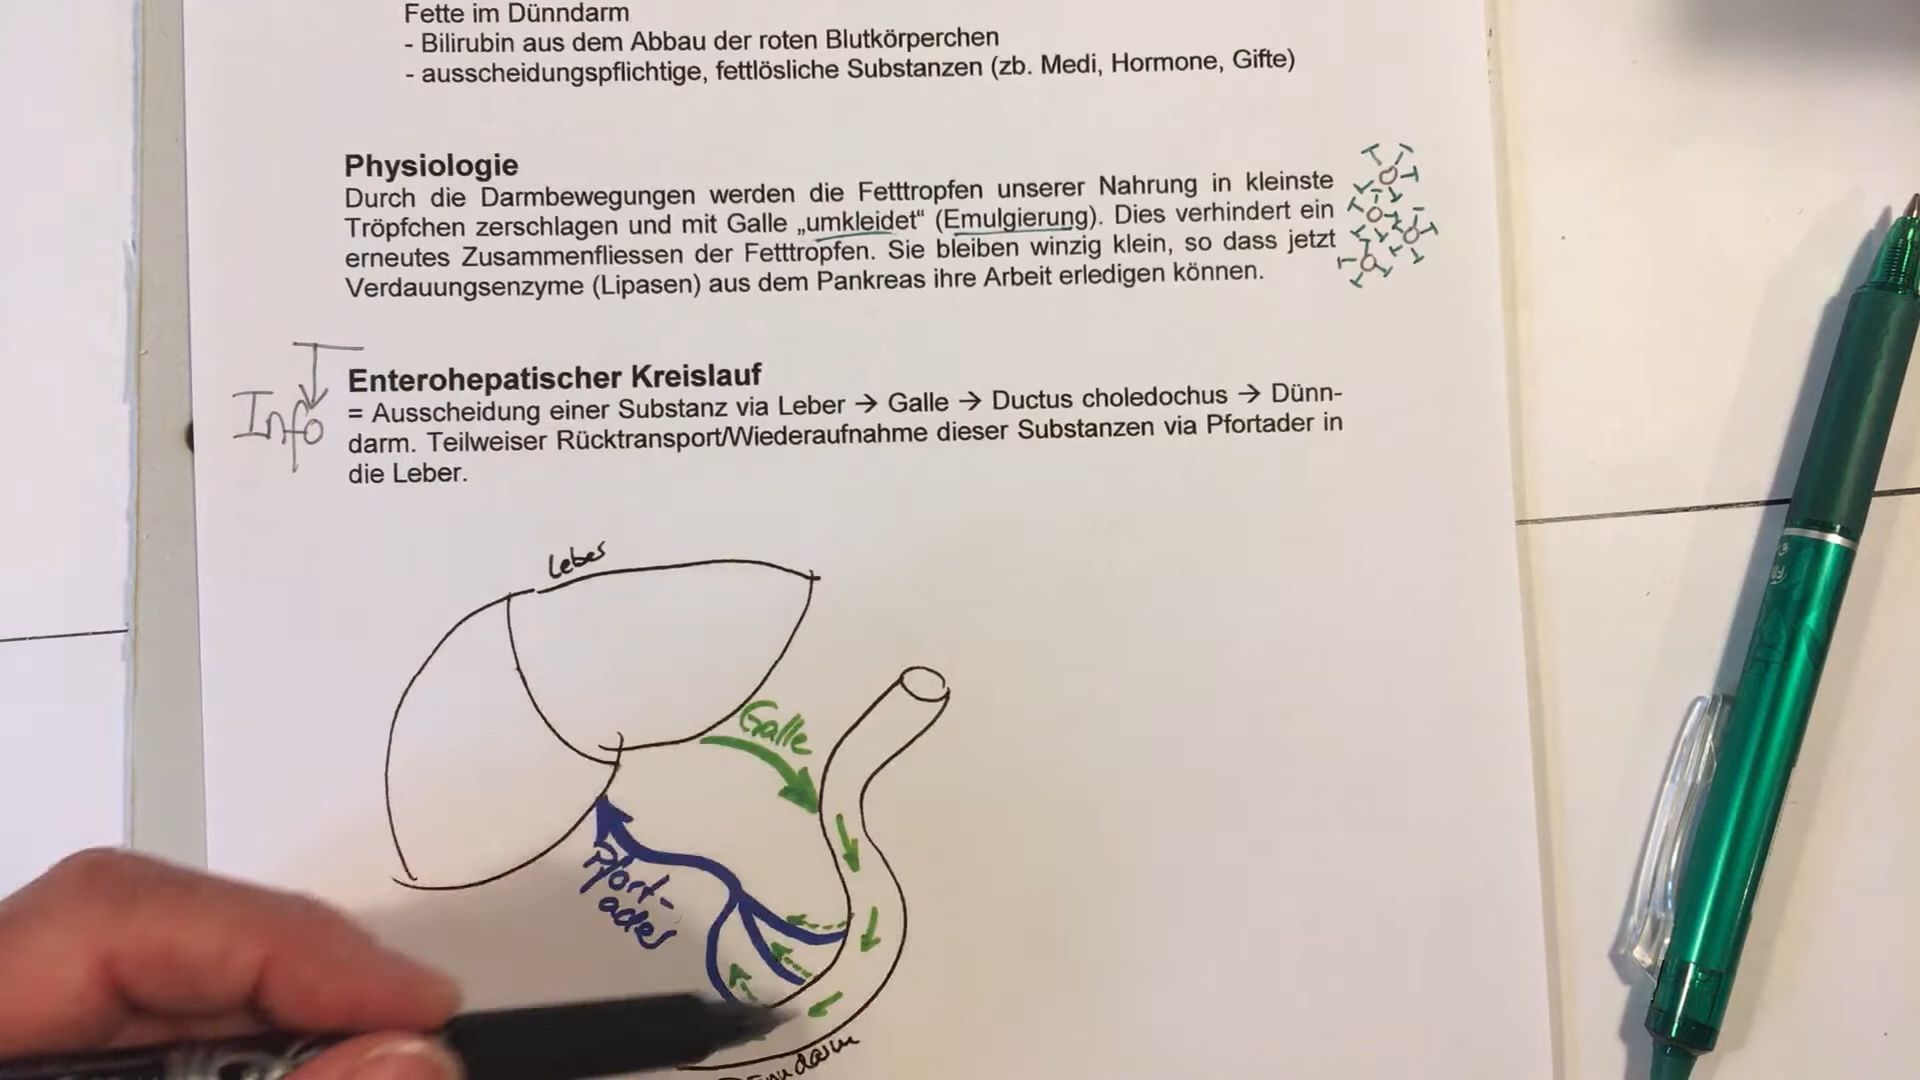 Fette im Dünndarm
- Bilirubin aus dem Abbau der roten Blutkörperchen
- ausscheidungspflichtige, fettlösliche Substanzen (zb. Medi, Hormone, Gifte)
Physiologie
Durch die Darmbewegungen werden die Fetttropfen unserer Nahrung in kleinste
Tröpfchen zerschlagen und mit Galle „umkleidet“ (Emulgierung). Dies verhindert ein
erneutes Zusammenfliessen der Fetttropfen. Sie bleiben winzig klein, so dass jetzt
Verdauungsenzyme (Lipasen) aus dem Pankreas ihre Arbeit erledigen können.
Info
Enterohepatischer Kreislauf
= Ausscheidung einer Substanz via Leber → Galle → Ductus choledochus → Dünn-
darm. Teilweiser Rücktransport/Wiederaufnahme dieser Substanzen via Pfortader in
die Leber.
Leber
Galle
Pfort-
ader